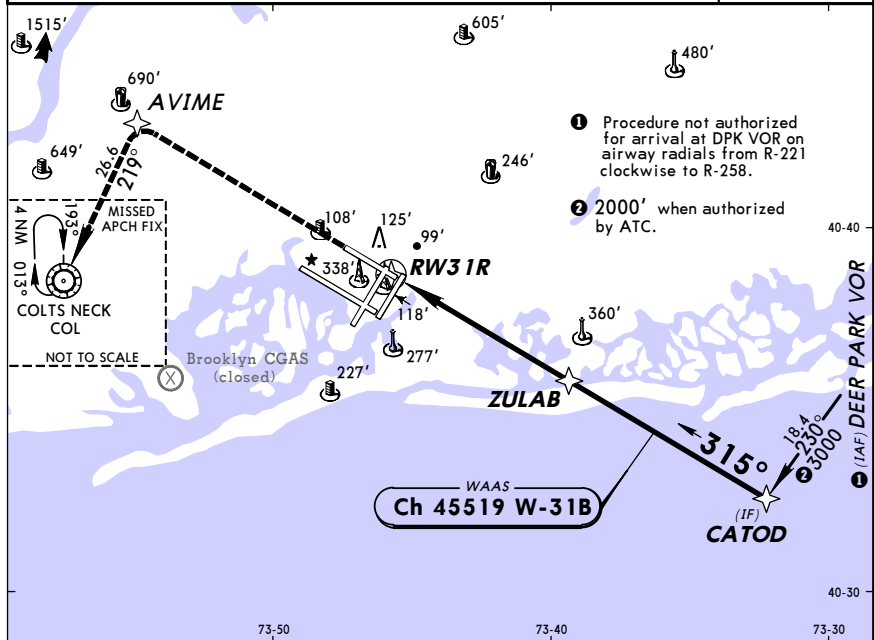 1515'
605'
480'
690'
AVIME
649'
246'
26.6
219°
❶ Procedure not authorized
for arrival at DPK VOR on
airway radials from R-221
clockwise to R-258.
❷ 2000' when authorized
by ATC.
MISSED
APCH FIX
4 NM
193°
013°
COLTS NECK
COL
NOT TO SCALE
108'
125'
99'
338'
RW31R
118'
40-40
360'
277'
Brooklyn CGAS
(closed)
227'
ZULAB
315°
18.4
230°
❷ 3000
❶ (IAF) DEER PARK VOR
WAAS
Ch 45519 W-31B
(IF)
CATOD
40-30
73-50
73-40
73-30